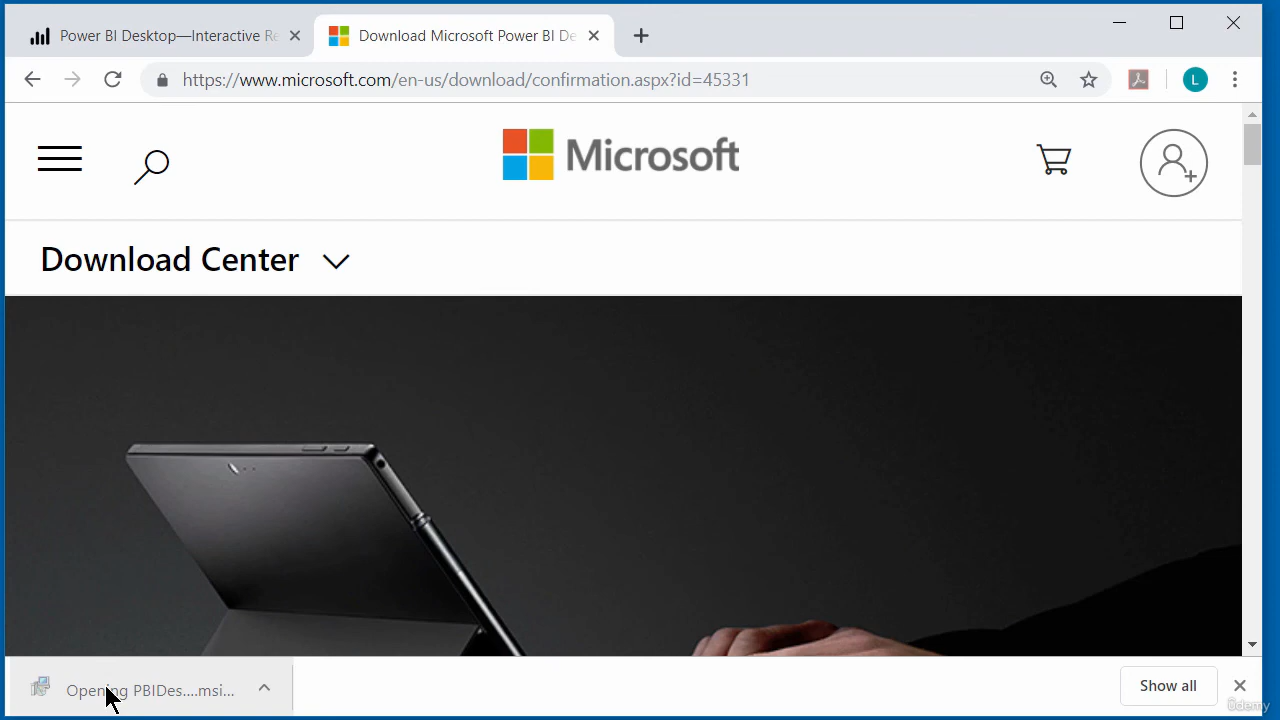 Power BI Desktop—Interactive Re
Download Microsoft Power BI De
https://www.microsoft.com/en-us/download/confirmation.aspx?id=45331
L
Microsoft
Download Center
Opening PBIDes....msi...
Show all
ûdemy